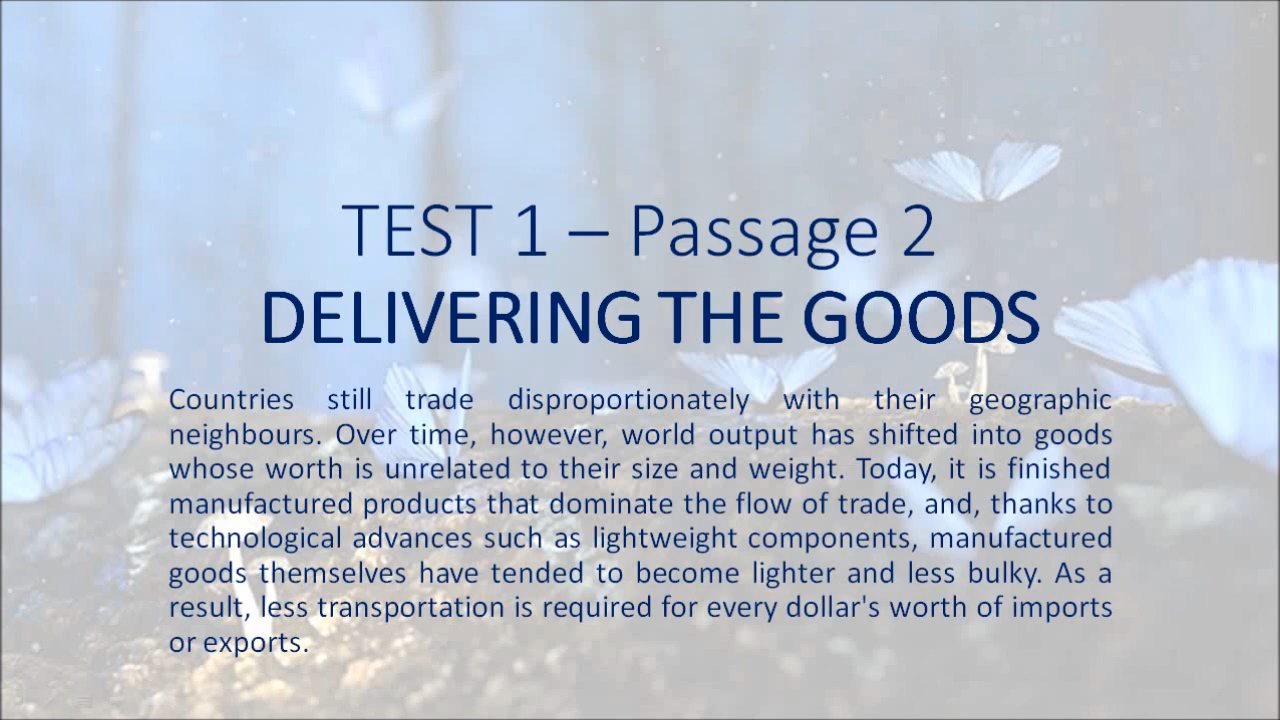 TEST 1 – Passage 2
DELIVERING THE GOODS
Countries still trade disproportionately with their geographic
neighbours. Over time, however, world output has shifted into goods
whose worth is unrelated to their size and weight. Today, it is finished
manufactured products that dominate the flow of trade, and, thanks to
technological advances such as lightweight components, manufactured
goods themselves have tended to become lighter and less bulky. As a
result, less transportation is required for every dollar's worth of imports
or exports.